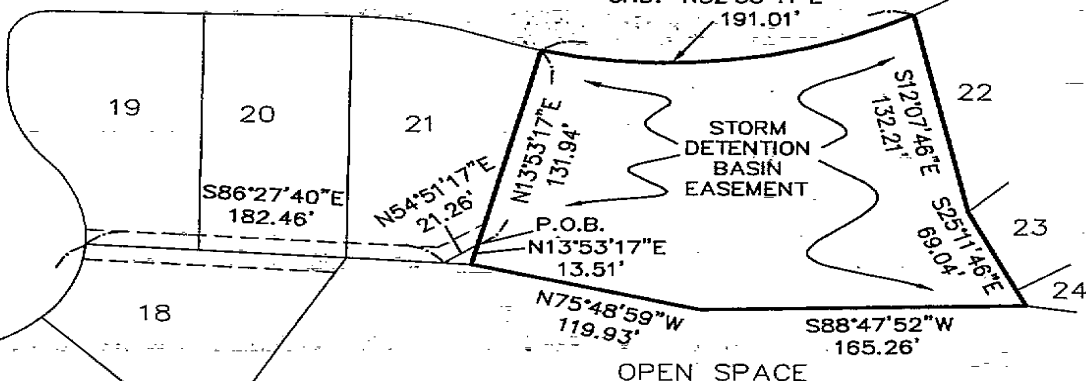 191.01'
19
20
21
22
23
24
18
S86°27'40"E
182.46'
N54°51'17"E
21.26'
N13°53'17"E
131.94'
STORM
DETENTION
BASIN
EASEMENT
S12°07'46"E
132.21'
S25°11'46"E
69.04'
P.O.B.
N13°53'17"E
13.51'
N75°48'59"W
119.93'
S88°47'52"W
165.26'
OPEN SPACE